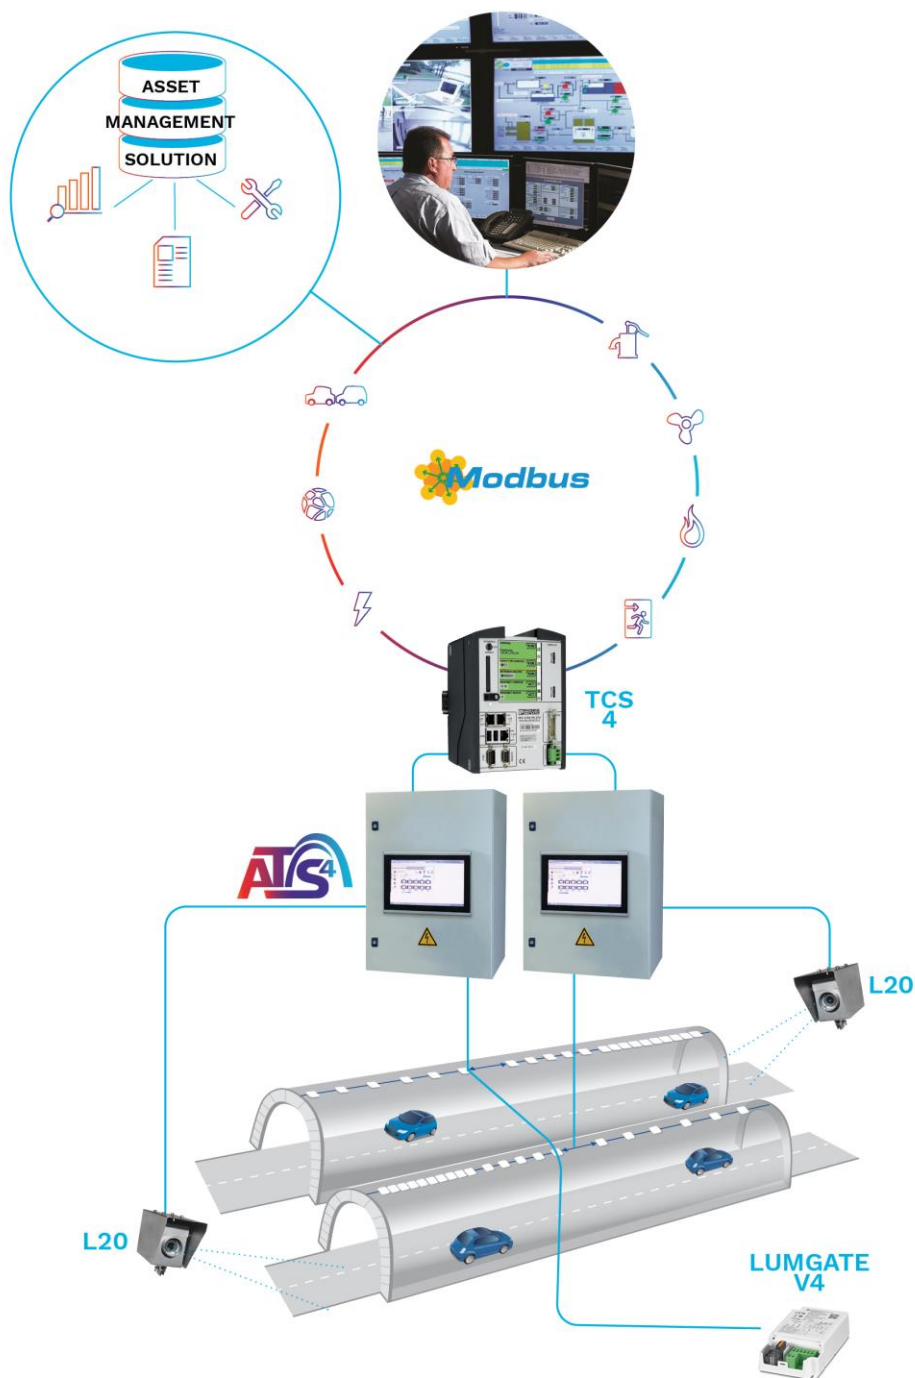 ASSET
MANAGEMENT
SOLUTION
Modbus
TCS
4
ATS4
L20
L20
LUMGATE
V4